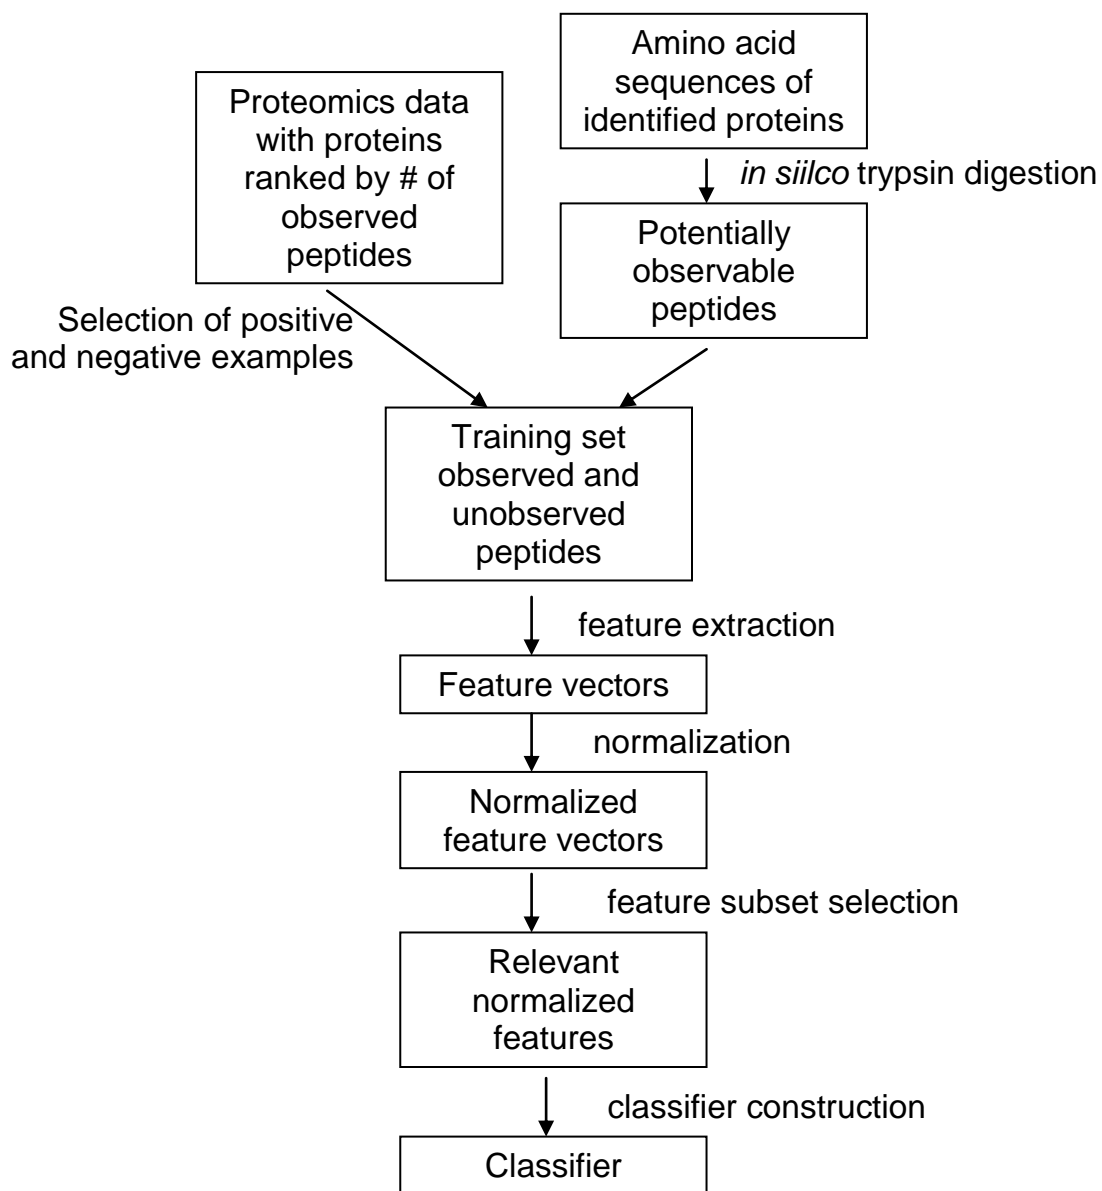 Amino acid
sequences of
identified proteins
Proteomics data
with proteins
ranked by # of
observed
peptides
in siilco trypsin digestion
Potentially
observable
peptides
Selection of positive
and negative examples
Training set
observed and
unobserved
peptides
feature extraction
Feature vectors
normalization
Normalized
feature vectors
feature subset selection
Relevant
normalized
features
classifier construction
Classifier